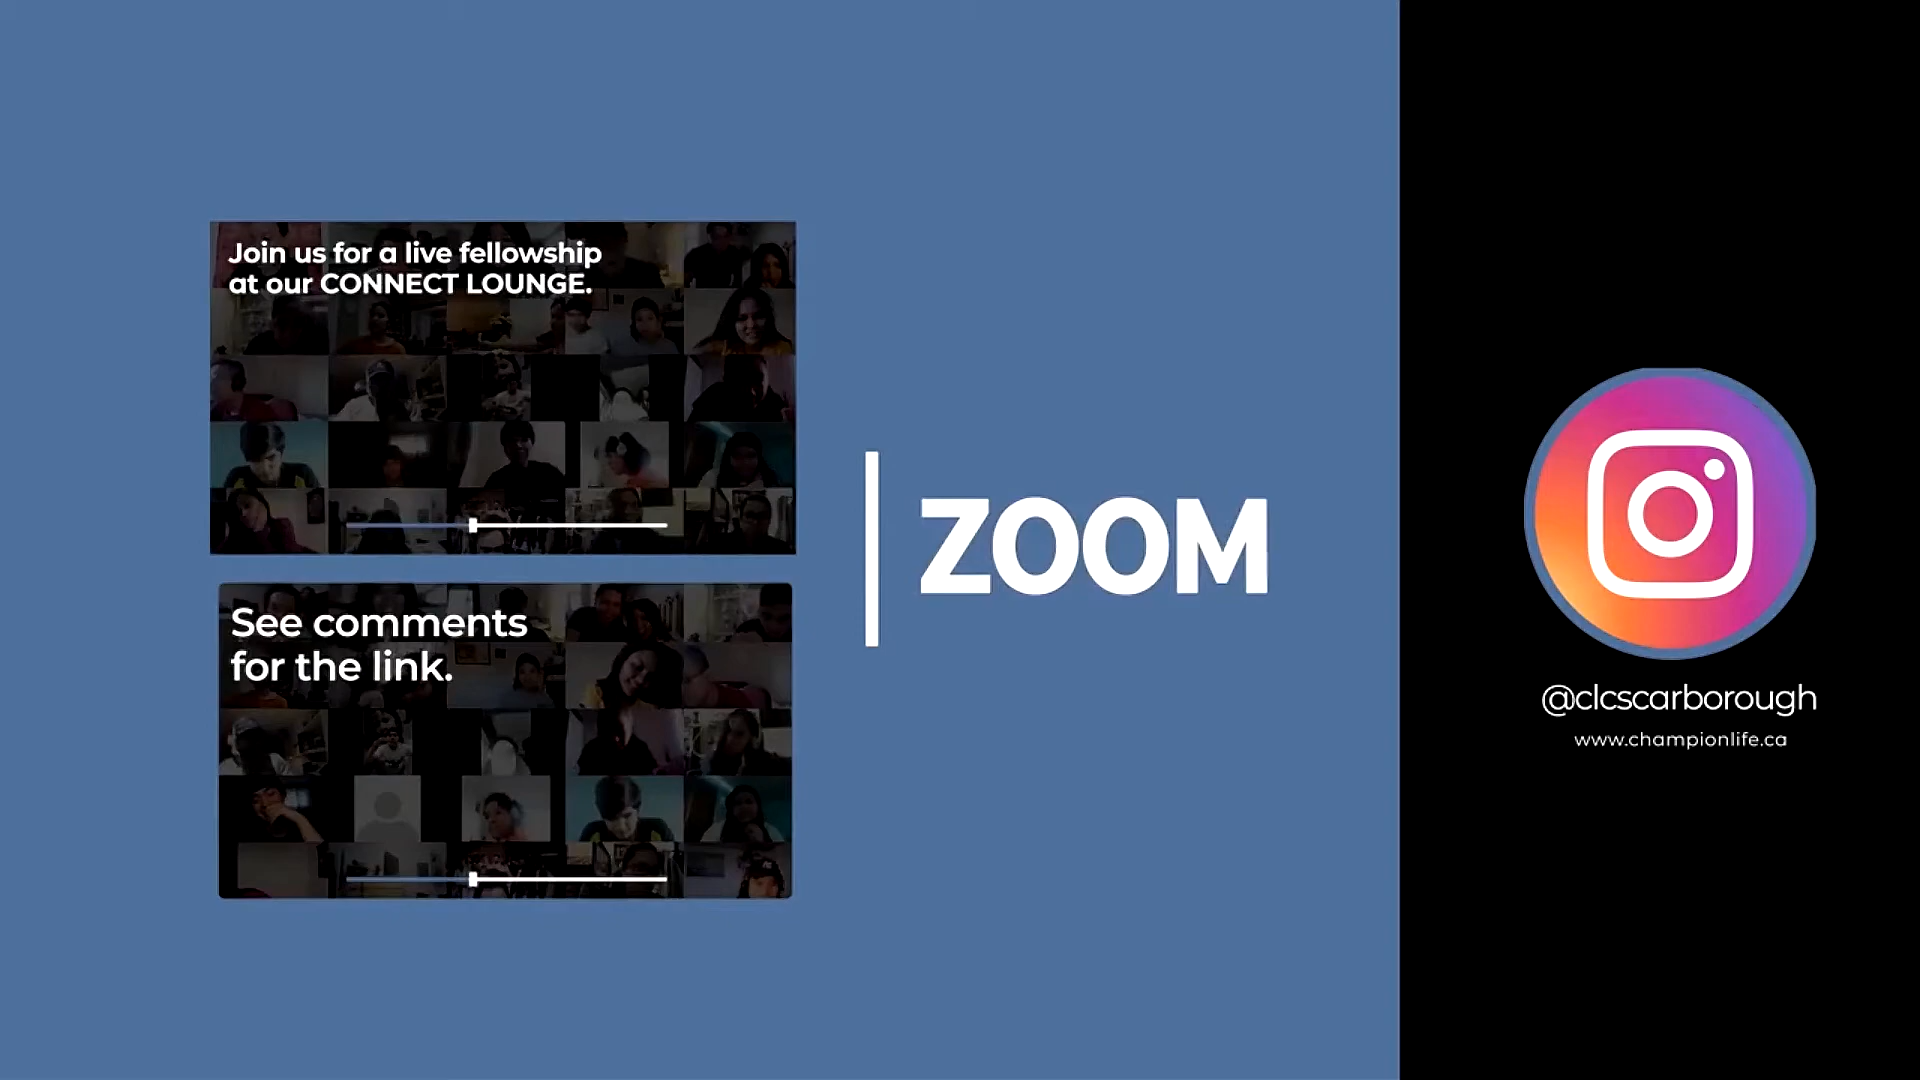 Join us for a live fellowship
at our CONNECT LOUNGE.
See comments
for the link.
ZOOM
@clcscarborough
www.championlife.ca